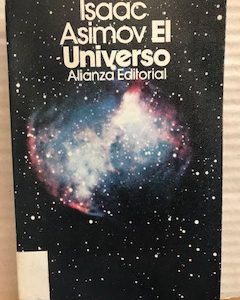 Isaac
Asimov El
Universo
Alianza Editorial